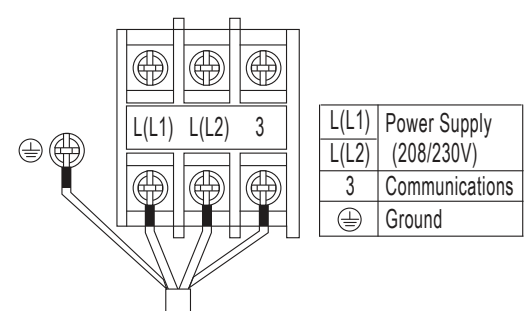 L(L1) L(L2) 3
L(L1) Power Supply
L(L2) (208/230V)
3 Communications
Ground